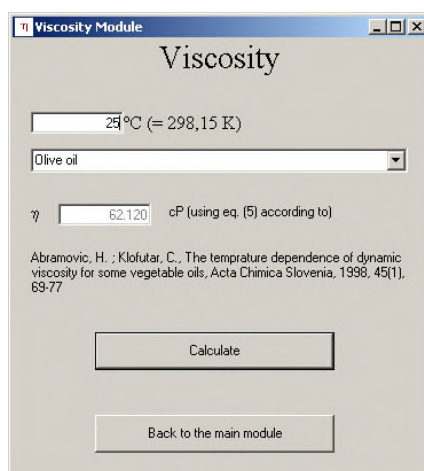 η Viscosity Module
Viscosity
25 °C (= 298,15 K)
Olive oil
η 62.120 cP (using eq. (5) according to)
Abramovic, H. ; Klofutar, C., The temprature dependence of dynamic
viscosity for some vegetable oils, Acta Chimica Slovenia, 1998, 45(1),
69-77
Calculate
Back to the main module